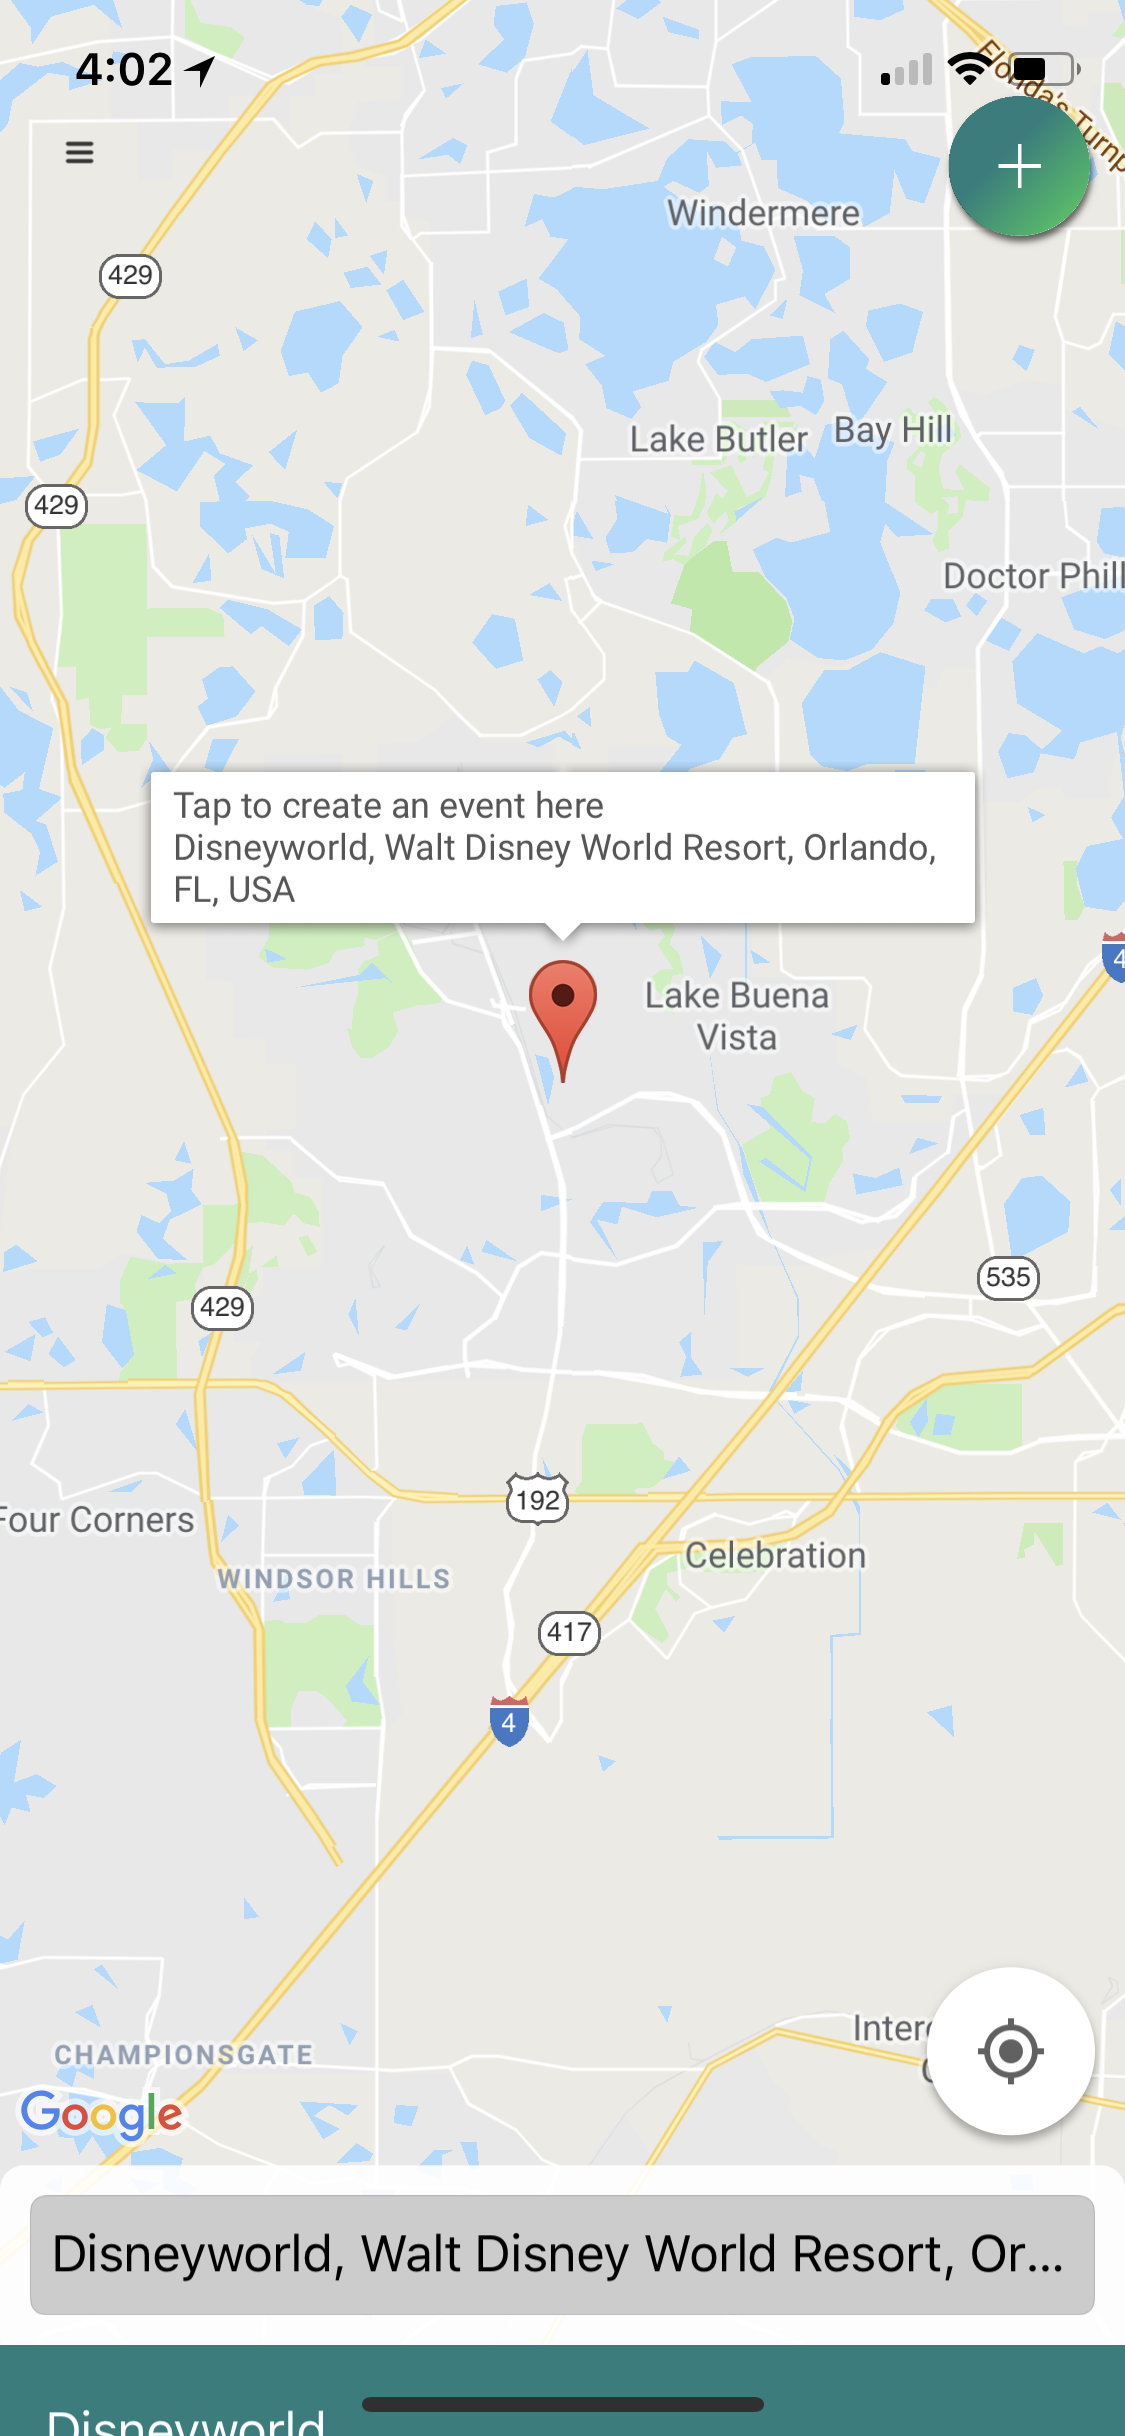 4:02
Florida's Turnp
Windermere
429
Lake Butler
Bay Hill
429
Doctor Phill
Tap to create an event here
Disneyworld, Walt Disney World Resort, Orlando,
FL, USA
4
Lake Buena
Vista
535
429
192
Four Corners
Celebration
WINDSOR HILLS
417
4
Inter
CHAMPIONSGATE
Google
Disneyworld, Walt Disney World Resort, Or...
Disneyworld